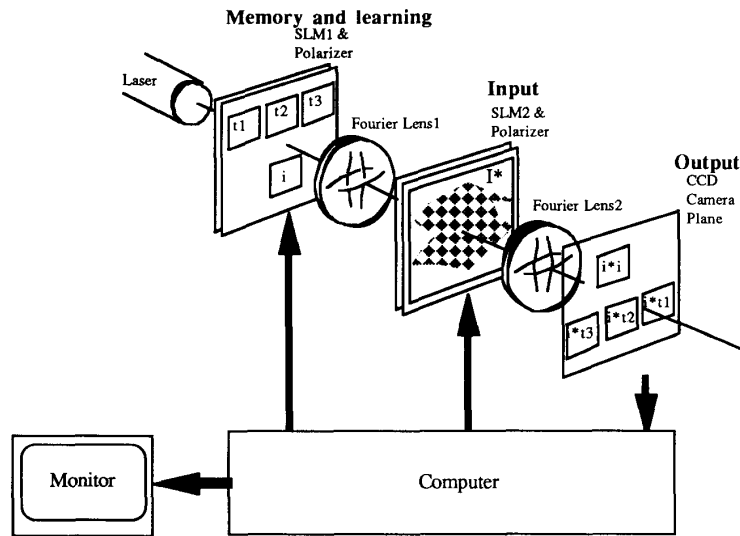 Memory and learning
SLM1 &
Polarizer
Laser
t1 t2 t3
i
Fourier Lens1
Input
SLM2 &
Polarizer
I*
Fourier Lens2
Output
CCD
Camera
Plane
i*i
i*t3 i*t2 i*t1
Monitor
Computer